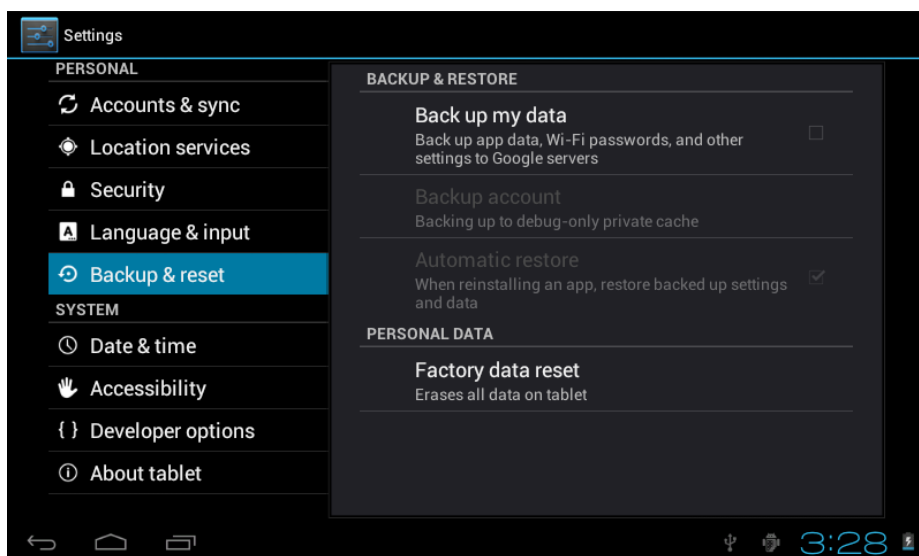 Settings
PERSONAL
Accounts & sync
Location services
Security
Language & input
Backup & reset
SYSTEM
Date & time
Accessibility
{ } Developer options
About tablet
BACKUP & RESTORE
Back up my data
Back up app data, Wi-Fi passwords, and other
settings to Google servers
Backup account
Backing up to debug-only private cache
Automatic restore
When reinstalling an app, restore backed up settings
and data
PERSONAL DATA
Factory data reset
Erases all data on tablet
3:28